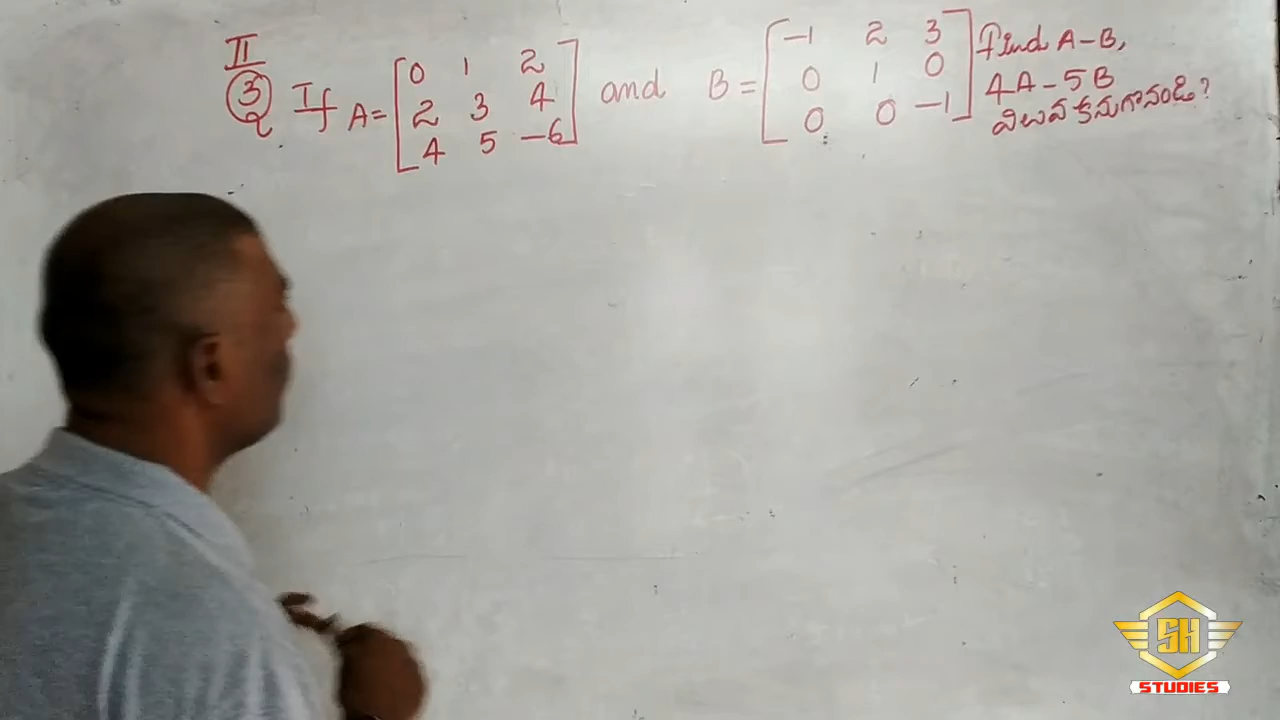 II
3 If A= [ 0 1 2 and B = [ -1 2 3 ] find A-B,
2 3 4 0 1 0 4A-5B
4 5 -6 ] 0 0 -1 విలువ కనుగొనండి?
SH
STUDIES